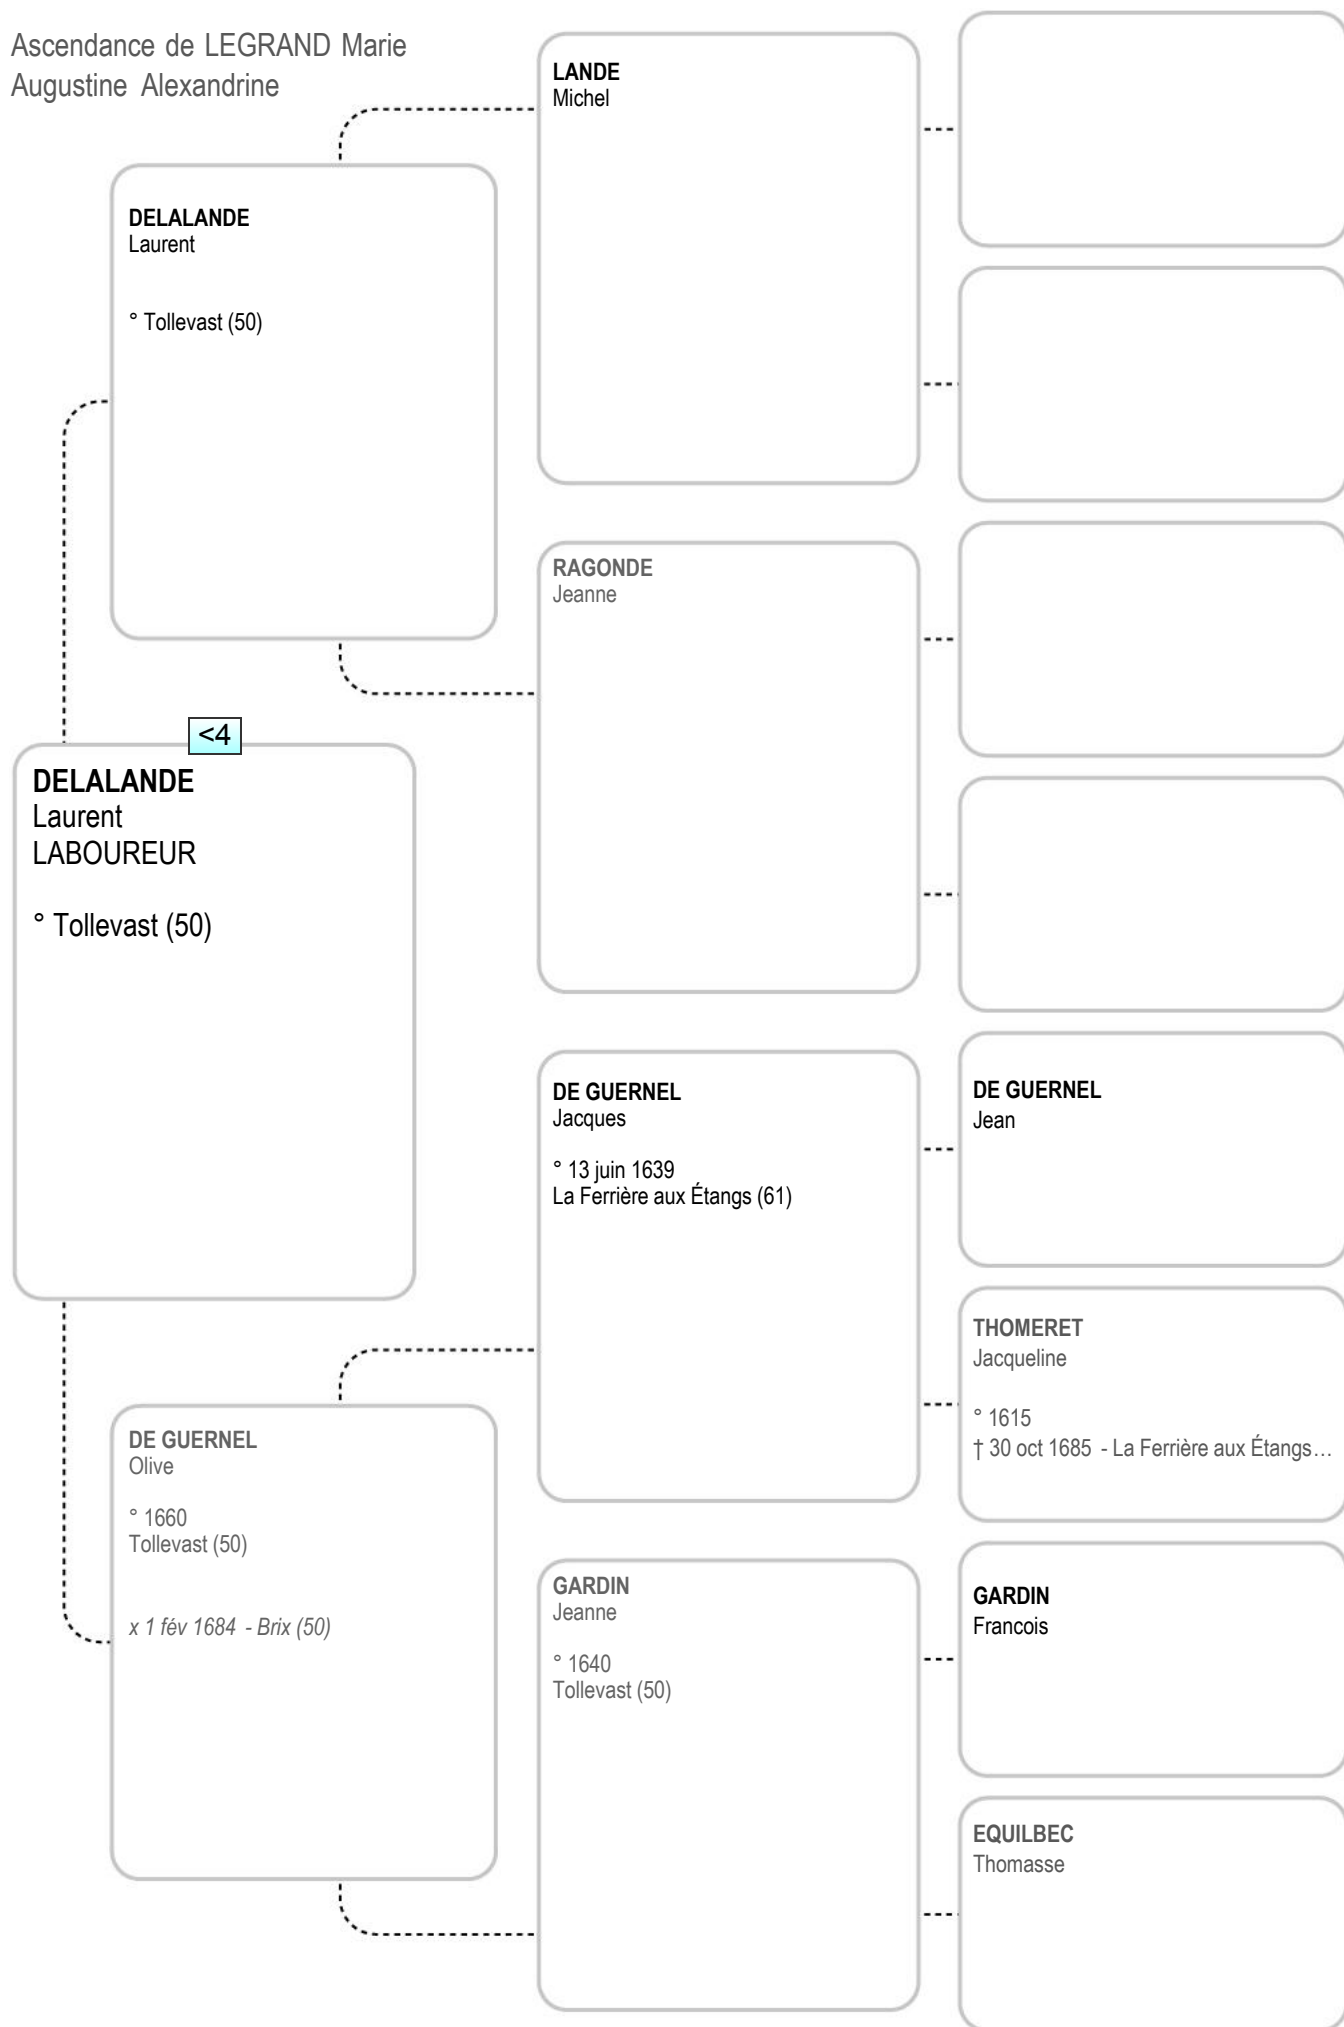 Ascendance de LEGRAND Marie
Augustine Alexandrine
LANDE
Michel
DELALANDE
Laurent
° Tollevast (50)
RAGONDE
Jeanne
<4
DELALANDE
Laurent
LABOUREUR
° Tollevast (50)
DE GUERNEL
Jacques
° 13 juin 1639
La Ferrière aux Étangs (61)
DE GUERNEL
Jean
THOMERET
Jacqueline
° 1615
† 30 oct 1685 - La Ferrière aux Étangs…
DE GUERNEL
Olive
° 1660
Tollevast (50)
x 1 fév 1684 - Brix (50)
GARDIN
Jeanne
° 1640
Tollevast (50)
GARDIN
Francois
EQUILBEC
Thomasse